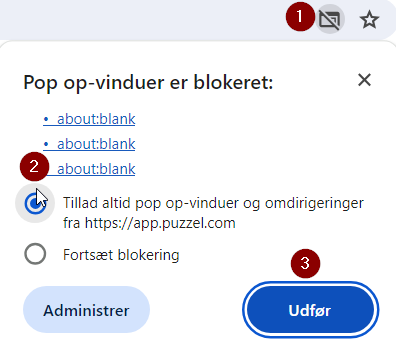 1
Pop op-vinduer er blokeret:
• about:blank
• about:blank
2 about:blank
Tillad altid pop op-vinduer og omdirigeringer
fra https://app.puzzel.com
Fortsæt blokering
3
Administrer
Udfør